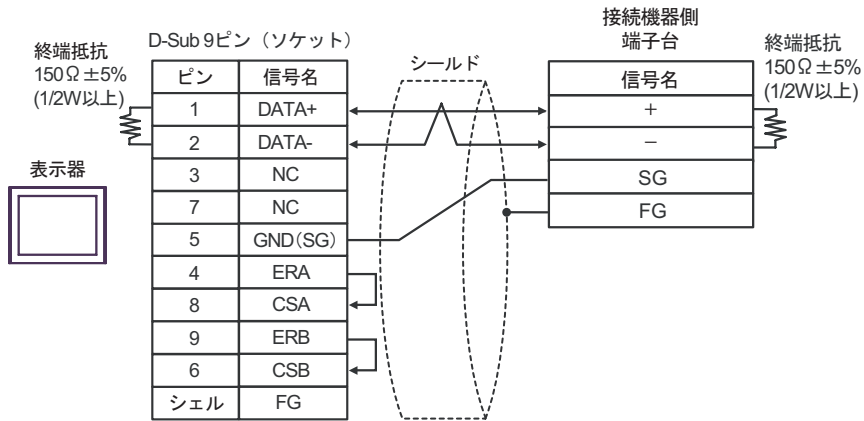 終端抵抗
150Ω±5%
(1/2W以上)
D-Sub 9ピン（ソケット）
シールド
接続機器側
端子台
終端抵抗
150Ω±5%
(1/2W以上)
表示器
ピン 信号名
1 DATA+
2 DATA-
3 NC
7 NC
5 GND(SG)
4 ERA
8 CSA
9 ERB
6 CSB
シェル FG
信号名
+
−
SG
FG